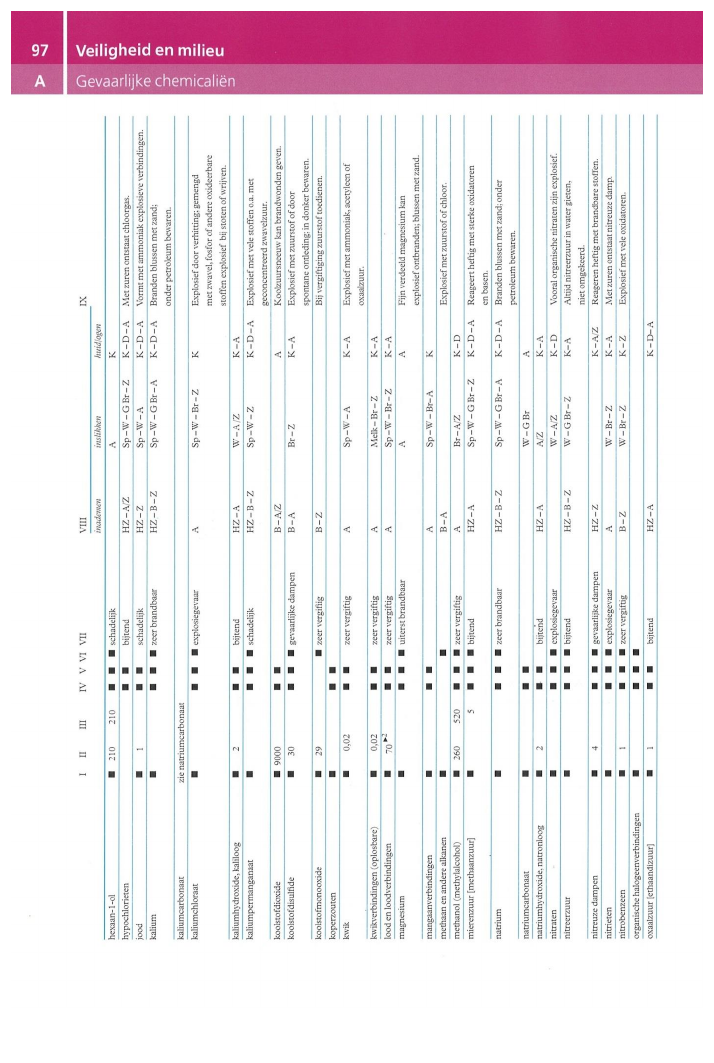 97 Veiligheid en milieu
A Gevaarlijke chemicaliën
I II III IV V VI VII VIII IX
inademen inslikken huid/ogen
hexaan-1-ol ■ 210 210 ■ ■ ■ schadelijk A K
hypochlorieten ■ ■ bijtend HZ – A/Z Sp – W – G Br – Z K – D – A Met zuren ontstaat chloorgas.
jood ■ 1 ■ ■ ■ schadelijk HZ – Z Sp – W – A K – D – A Vormt met ammoniak explosieve verbindingen.
kalium ■ ■ ■ ■ zeer brandbaar HZ – B – Z Sp – W – G Br – A K – D – A Branden blussen met zand;
onder petroleum bewaren.
kaliumcarbonaat zie natriumcarbonaat
kaliumchloraat ■ ■ ■ ■ explosiegevaar A Sp – W – Br – Z K Explosief door verhitting; gemengd
met zwavel, fosfor of andere oxideerbare
stoffen explosief bij stoten of wrijven.
kaliumhydroxide, kaliloog ■ 2 ■ ■ bijtend HZ – A W – A/Z K – A
kaliumpermanganaat ■ ■ ■ ■ schadelijk HZ – B – Z Sp – W – Z K – D – A Explosief met vele stoffen o.a. met
geconcentreerd zwavelzuur.
koolstofdioxide ■ 9000 ■ ■ B – A/Z A Koolzuursneeuw kan brandwonden geven.
koolstofdisulfide ■ 30 ■ ■ ■ gevaarlijke dampen B – A Br – Z K – A Explosief met zuurstof of door
spontane ontleding; in donker bewaren.
koolstofmonooxide ■ 29 ■ ■ ■ zeer vergiftig B – Z Bij vergiftiging zuurstof toedienen.
koperzouten ■ ■ ■
kwik ■ 0,02 ■ ■ zeer vergiftig A Sp – W – A K – A Explosief met ammoniak, acetyleen of
oxaalzuur.
kwikverbindingen (oplosbare) ■ 0,02 ■ ■ zeer vergiftig A Melk – Br – Z K – A
lood en loodverbindingen ■ 70 ►2 ■ ■ zeer vergiftig A Sp – W – Br – Z K – A
magnesium ■ ■ ■ ■ uiterst brandbaar A A Fijn verdeeld magnesium kan
explosief ontbranden; blussen met zand.
mangaanverbindingen ■ ■ ■ A Sp – W – Br – A K
methaan en andere alkanen ■ ■ B – A Explosief met zuurstof of chloor.
methanol (methylalcohol) ■ 260 520 ■ ■ ■ zeer vergiftig A Br – A/Z K – D
mierenzuur [methaanzuur] 5 ■ ■ ■ bijtend HZ – A Sp – W – G Br – Z K – D – A Reageert heftig met sterke oxidatoren
en basen.
natrium ■ ■ ■ ■ zeer brandbaar HZ – B – Z Sp – W – G Br – A K – D – A Branden blussen met zand; onder
petroleum bewaren.
natriumcarbonaat ■ ■ ■ W – G Br A
natriumhydroxide, natronloog ■ 2 ■ ■ bijtend HZ – A A/Z K – A
nitraten ■ ■ ■ ■ explosiegevaar W – A/Z K – D Vooral organische nitraten zijn explosief.
nitreerzuur ■ ■ ■ ■ bijtend HZ – B – Z W – G Br – Z K – A Altijd nitreerzuur in water gieten,
niet omgekeerd.
nitreuze dampen ■ 4 ■ ■ ■ gevaarlijke dampen HZ – Z K – A/Z Reageren heftig met brandbare stoffen.
nitrieten ■ ■ ■ ■ explosiegevaar A W – Br – Z K – A Met zuren ontstaat nitreuze damp.
nitrobenzeen ■ 1 ■ ■ ■ zeer vergiftig B – Z W – Br – Z K – Z Explosief met vele oxidatoren.
organische halogeenverbindingen ■ ■ ■ ■
oxaalzuur [ethaandizuur] ■ 1 ■ ■ bijtend HZ – A K – D – A